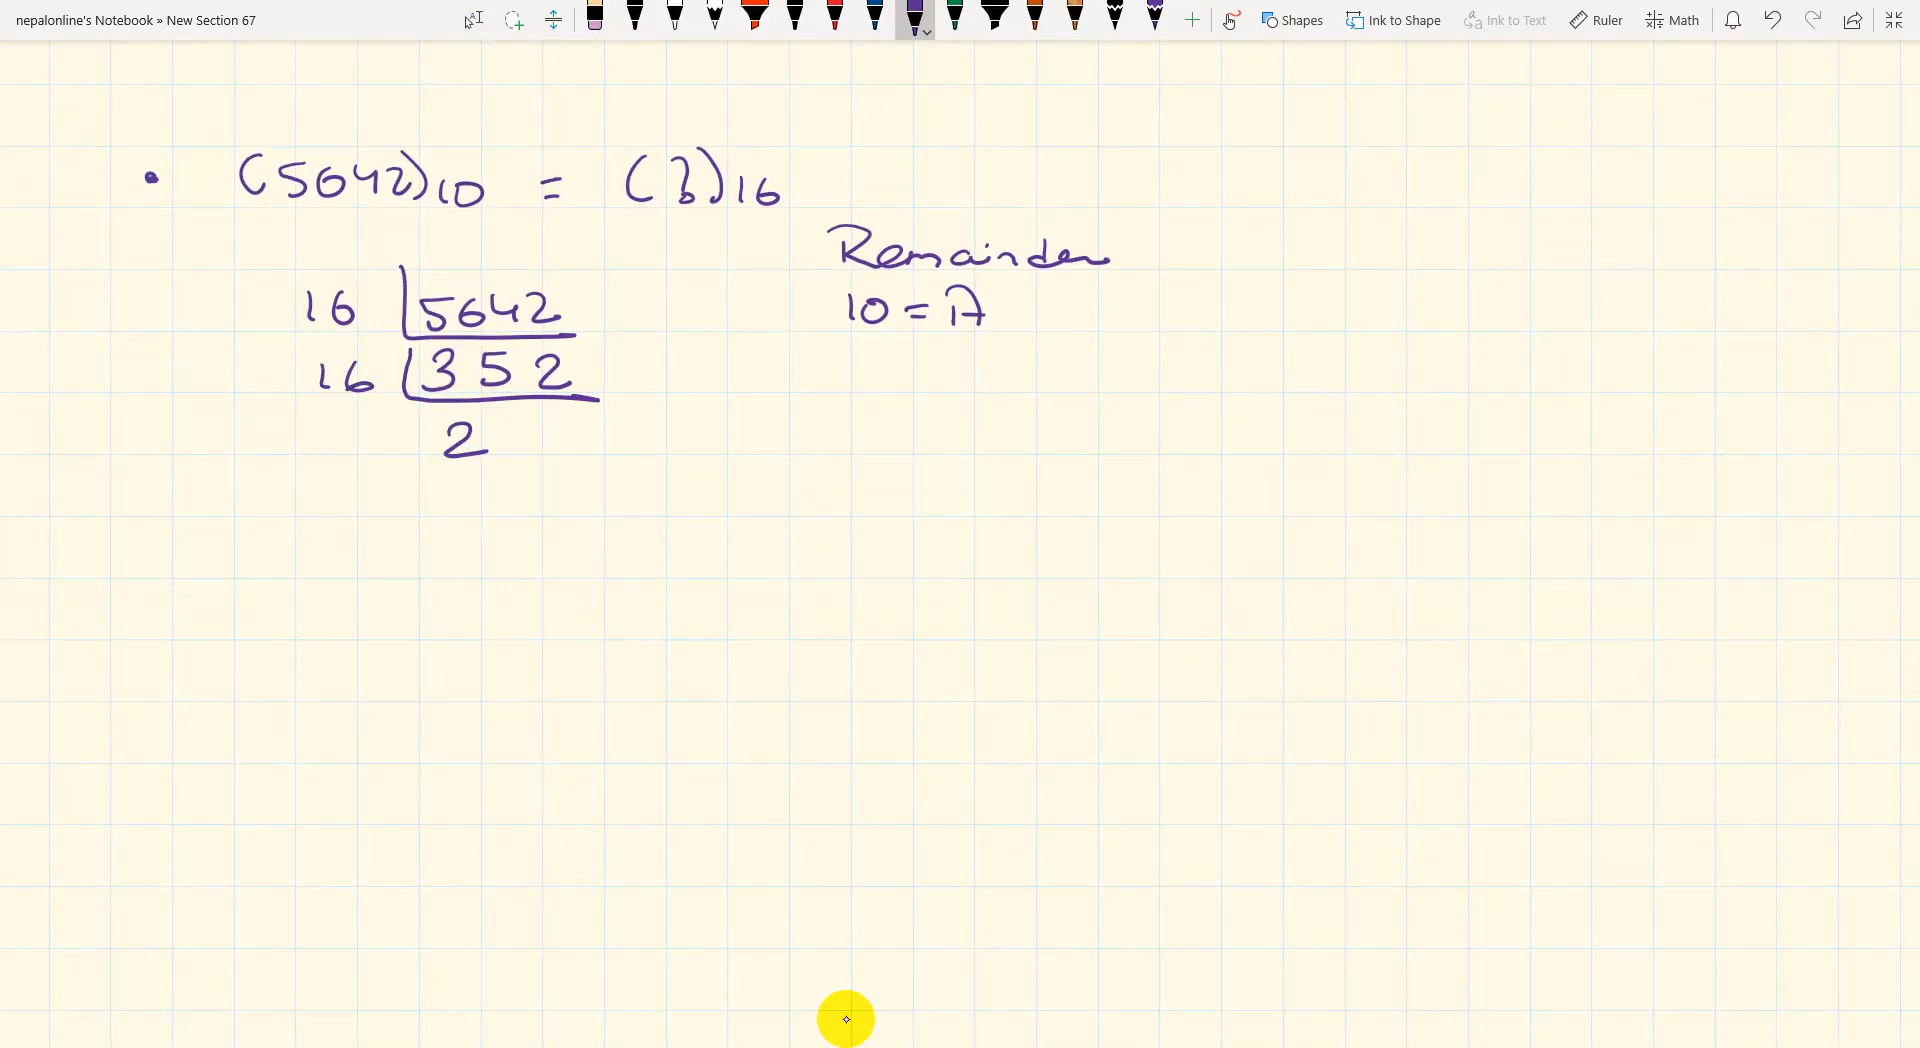 nepalonline's Notebook » New Section 67
Shapes
Ink to Shape
Ink to Text
Ruler
Math
• (5642)10 = (?)16
Remainder
16 5642 10 = A
16 352
2